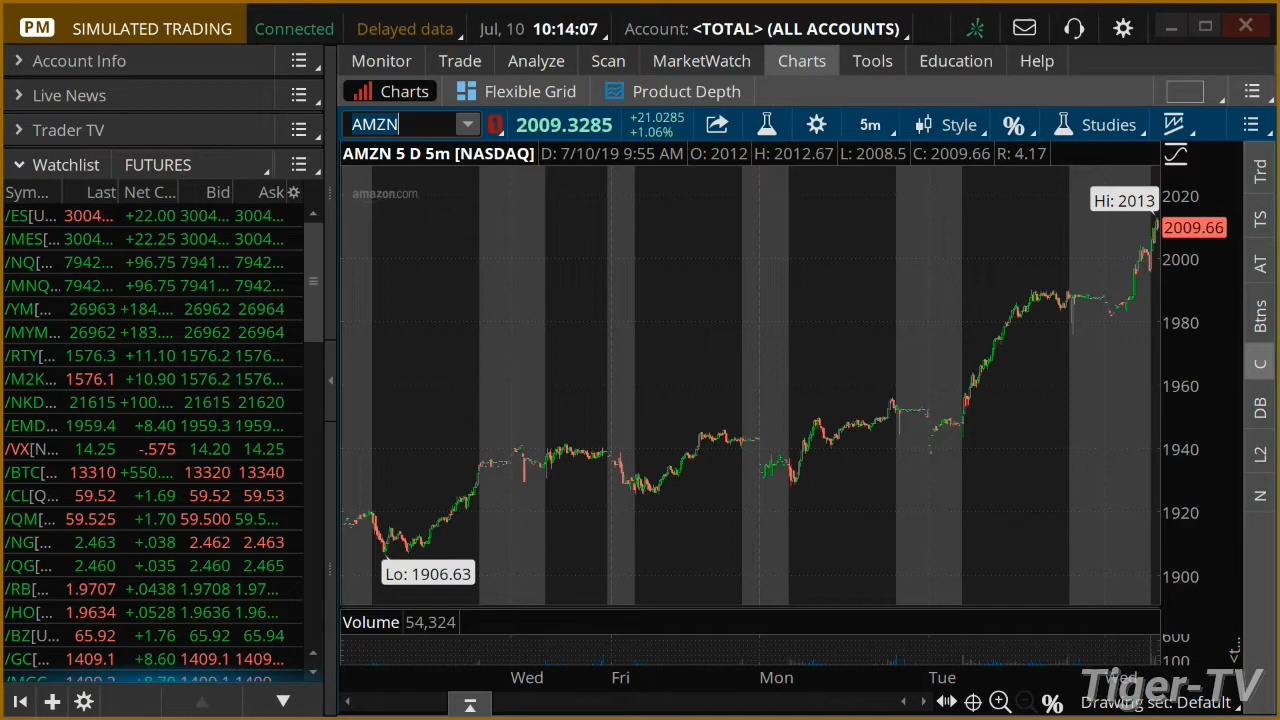 PM SIMULATED TRADING Connected Delayed data Jul, 10 10:14:07 Account: <TOTAL> (ALL ACCOUNTS)
Account Info
Live News
Trader TV
Watchlist FUTURES
Sym... Last Net C... Bid Ask
/ES[U... 3004... +22.00 3004... 3004...
/MES[... 3004... +22.25 3004... 3004...
/NQ[... 7942... +96.75 7941... 7942...
/MNQ... 7942... +96.75 7941... 7942...
/YM[... 26963 +184.... 26962 26964
/MYM... 26962 +183.... 26962 26964
/RTY[... 1576.3 +11.10 1576.2 1576...
/M2K... 1576.1 +10.90 1576.2 1576...
/NKD... 21615 +100.... 21615 21620
/EMD... 1959.4 +8.40 1959.3 1959...
/VX[N... 14.25 -.575 14.20 14.25
/BTC[... 13310 +550.... 13320 13340
/CL[Q... 59.52 +1.69 59.52 59.53
/QM[... 59.525 +1.70 59.500 59.5...
/NG[... 2.463 +.038 2.462 2.463
/QG[... 2.460 +.035 2.460 2.465
/RB[... 1.9707 +.0438 1.9708 1.97...
/HO[... 1.9634 +.0528 1.9636 1.96...
/BZ[U... 65.92 +1.76 65.92 65.94
/GC[... 1409.1 +8.60 1409.1 1409...
Monitor Trade Analyze Scan MarketWatch Charts Tools Education Help
Charts Flexible Grid Product Depth
AMZN 2009.3285 +21.0285
+1.06%
5m Style % Studies
AMZN 5 D 5m [NASDAQ] D: 7/10/19 9:55 AM O: 2012 H: 2012.67 L: 2008.5 C: 2009.66 R: 4.17
amazon.com
Hi: 2013
2020
2009.66
2000
1980
1960
1940
1920
1900
Lo: 1906.63
Volume 54,324
600
100
Wed Fri Mon Tue Wed
Drawing set: Default
Trd
TS
AT
Btns
C
DB
L2
N
Tiger-TV